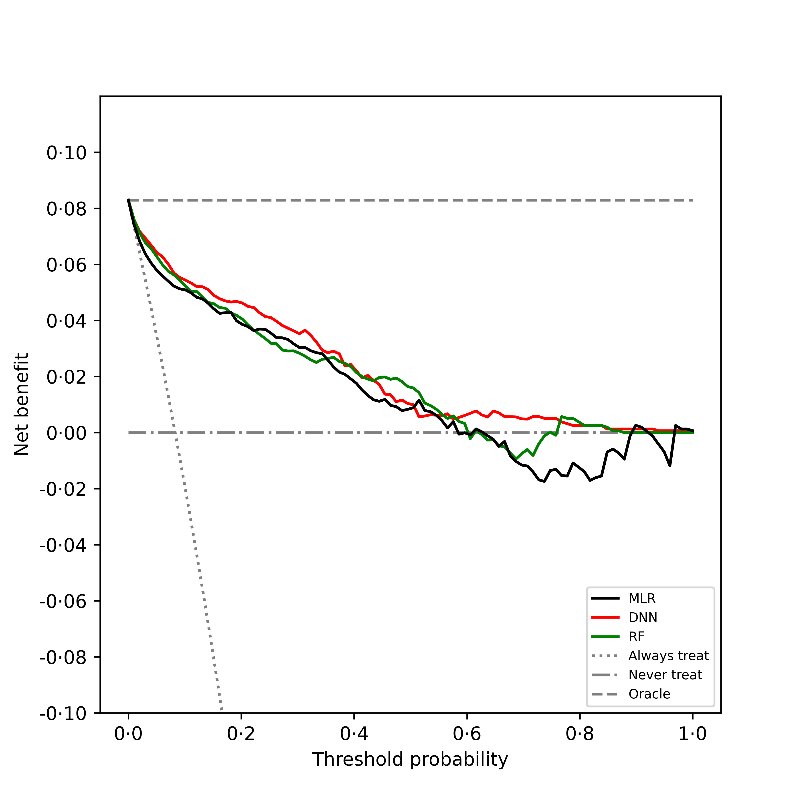 0·10
0·08
0·06
0·04
0·02
0·00
-0·02
-0·04
-0·06
-0·08
-0·10
Net benefit
0·0 0·2 0·4 0·6 0·8 1·0
Threshold probability
MLR
DNN
RF
Always treat
Never treat
Oracle